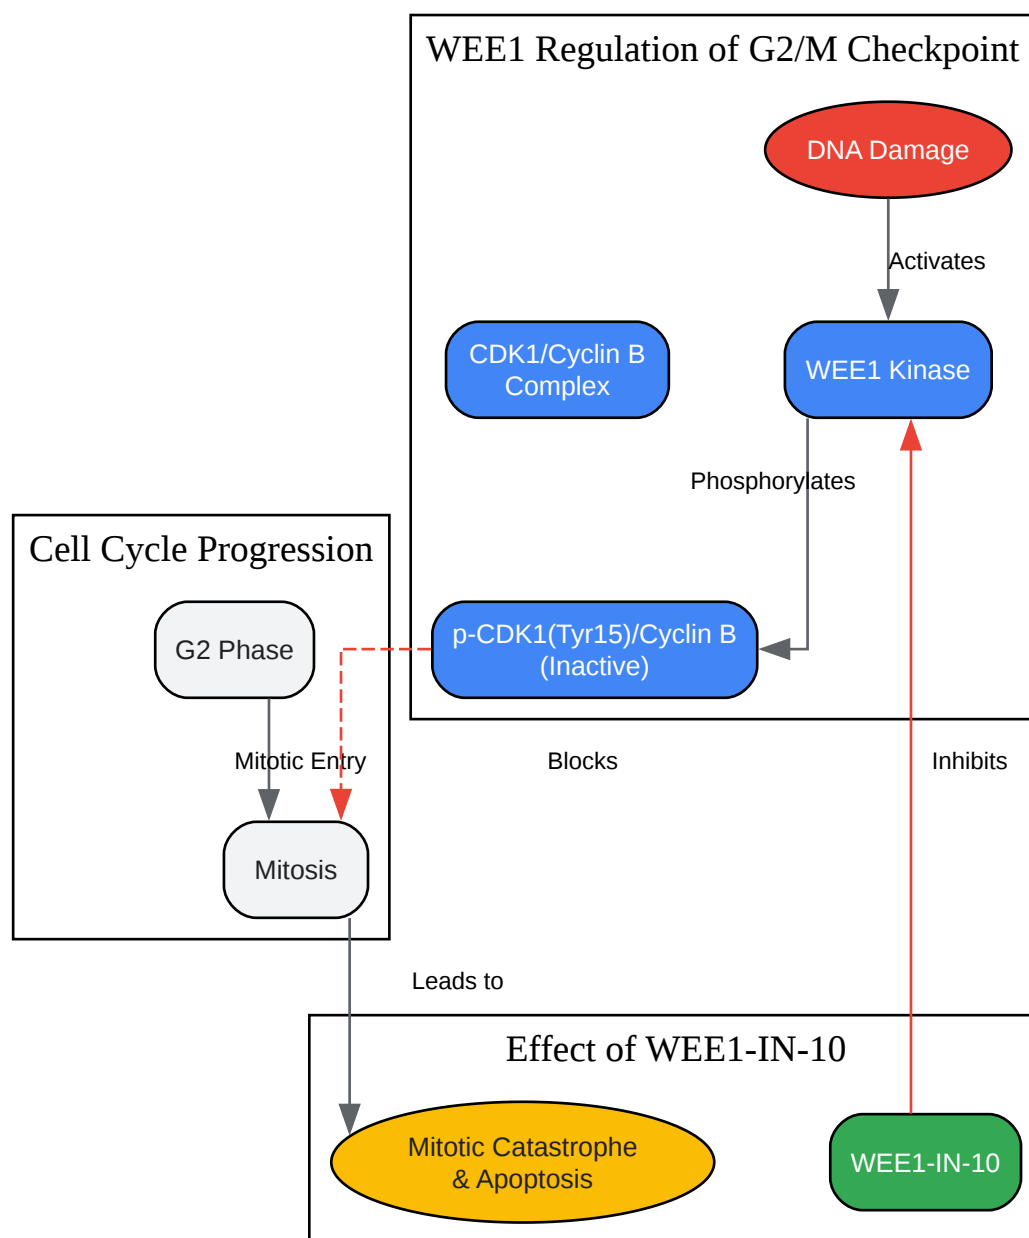 WEE1 Regulation of G2/M Checkpoint
DNA Damage
Activates
CDK1/Cyclin B
Complex
WEE1 Kinase
Phosphorylates
Cell Cycle Progression
G2 Phase
p-CDK1(Tyr15)/Cyclin B
(Inactive)
Mitotic Entry
Blocks
Inhibits
Mitosis
Leads to
Effect of WEE1-IN-10
Mitotic Catastrophe
& Apoptosis
WEE1-IN-10